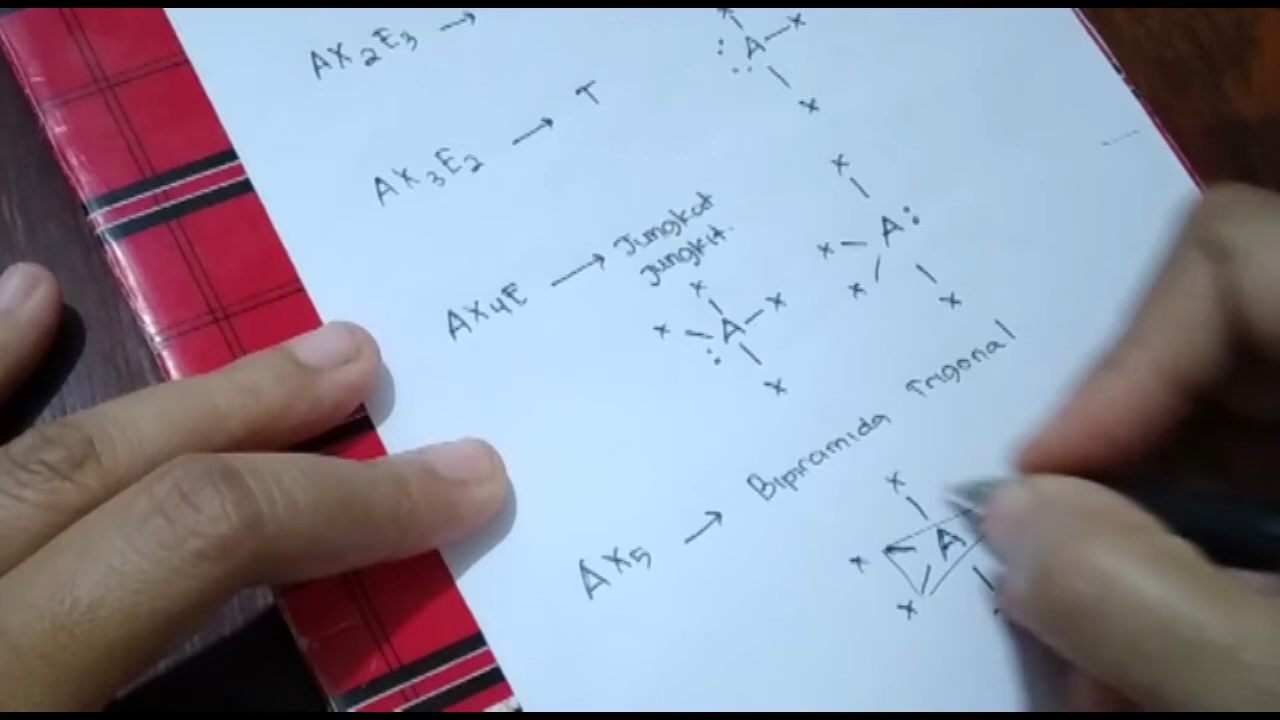 AX₂E₃ →
X
A — X
X
AX₃E₂ → T
X
X — A :
X
X
AX₄E → Jungkat
Jungkit.
X
X — A — X
X
AX₅ → Bipiramida Trigonal
X
X A
X